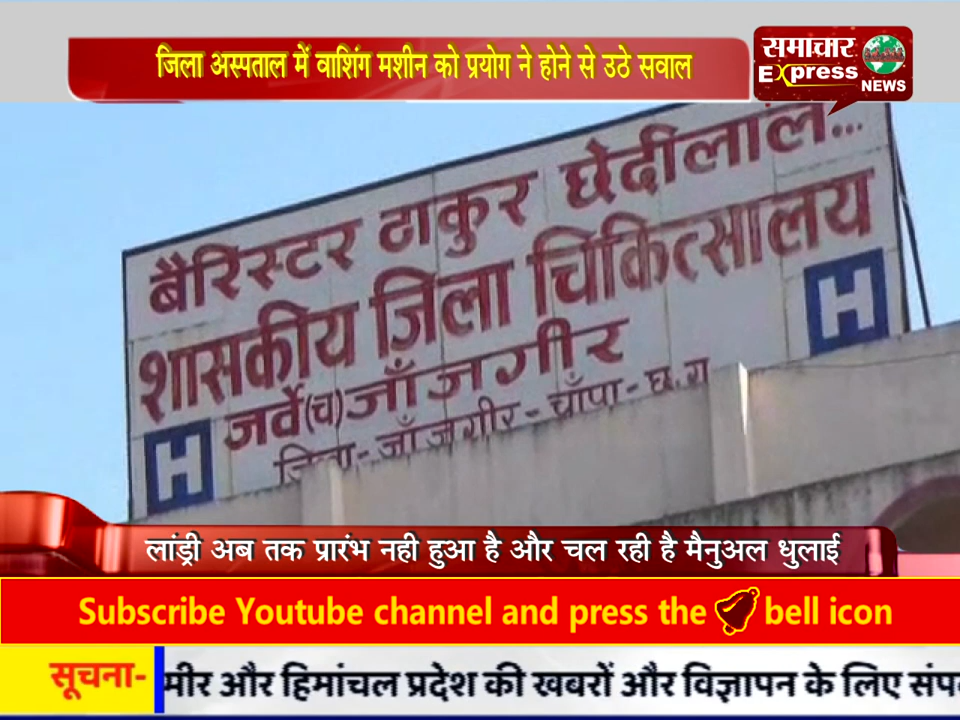 जिला अस्पताल में वाशिंग मशीन को प्रयोग ने होने से उठे सवाल
समाचार
Express
NEWS
बैरिस्टर ठाकुर छेदीलाल...
शासकीय जिला चिकित्सालय
H
जर्वे(च) जाँजगीर
H
जिला-जाँजगीर-चाँपा-छ.ग
लांड्री अब तक प्रारंभ नही हुआ है और चल रही है मैनुअल धुलाई
Subscribe Youtube channel and press the bell icon
सूचना- मीर और हिमांचल प्रदेश की खबरों और विज्ञापन के लिए संप